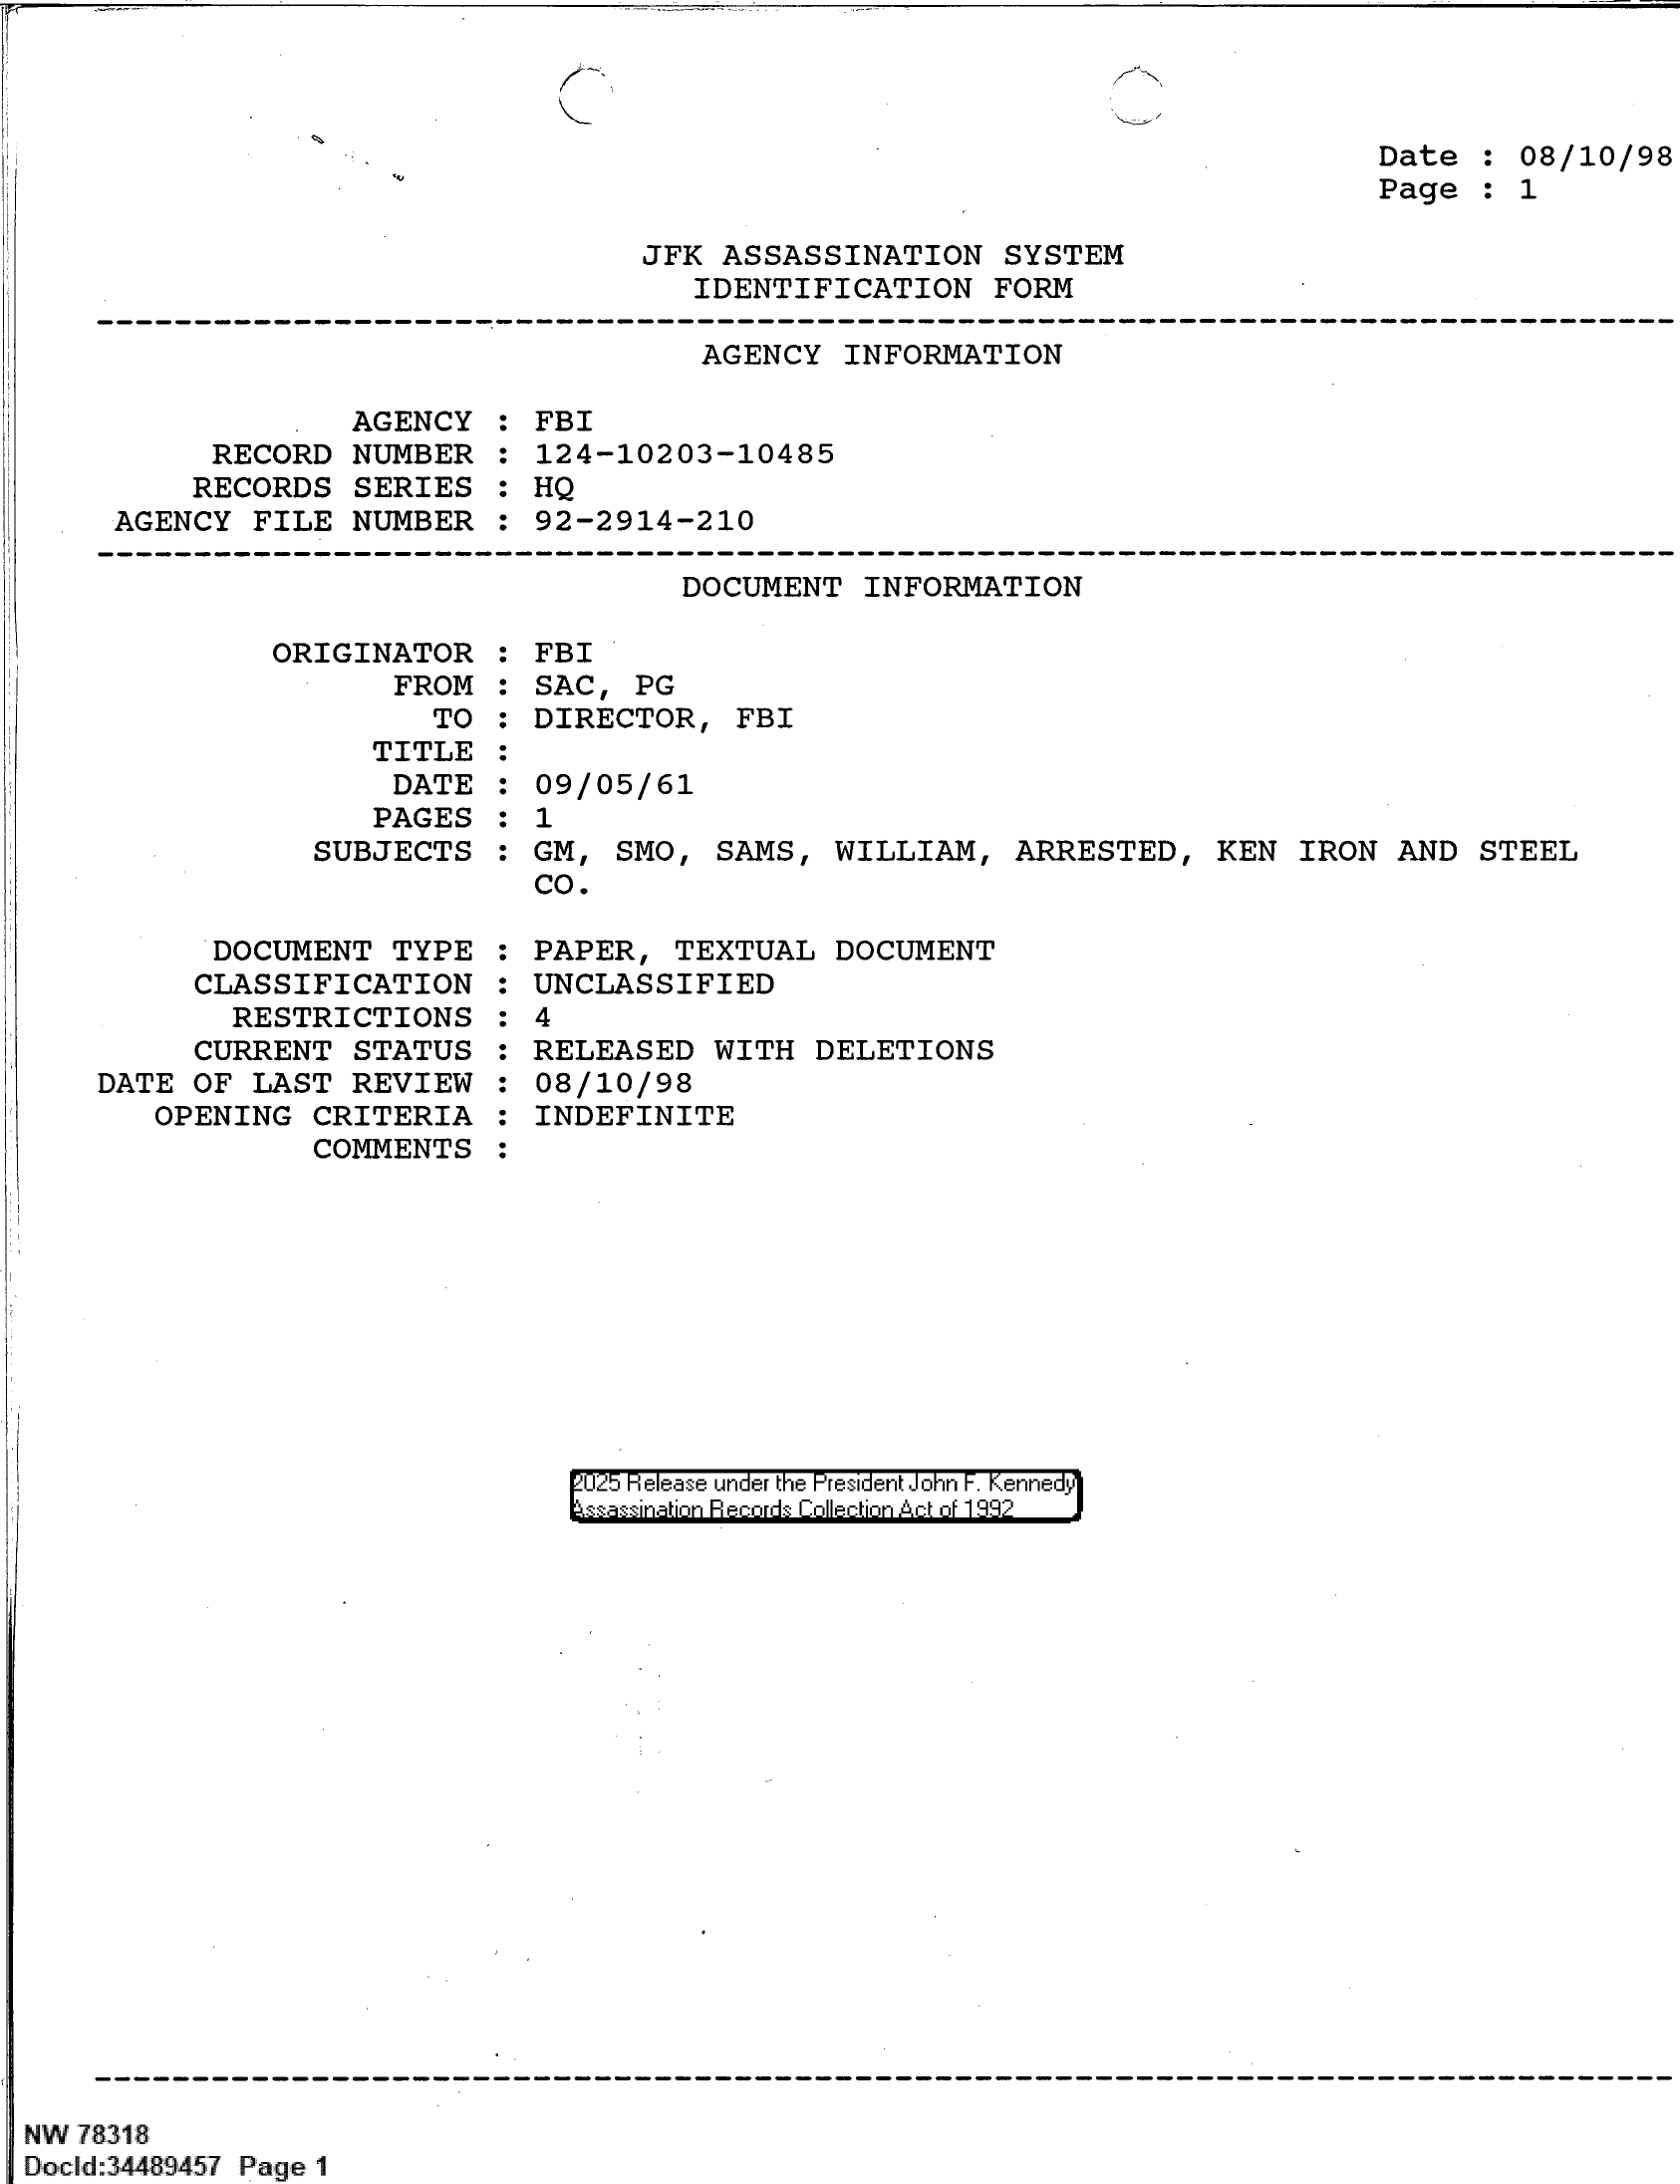 Date : 08/10/98
Page : 1
JFK ASSASSINATION SYSTEM
IDENTIFICATION FORM
--------------------------------------------------------------------------------
AGENCY INFORMATION
AGENCY : FBI
RECORD NUMBER : 124-10203-10485
RECORDS SERIES : HQ
AGENCY FILE NUMBER : 92-2914-210
--------------------------------------------------------------------------------
DOCUMENT INFORMATION
ORIGINATOR : FBI
FROM : SAC, PG
TO : DIRECTOR, FBI
TITLE :
DATE : 09/05/61
PAGES : 1
SUBJECTS : GM, SMO, SAMS, WILLIAM, ARRESTED, KEN IRON AND STEEL
CO.
DOCUMENT TYPE : PAPER, TEXTUAL DOCUMENT
CLASSIFICATION : UNCLASSIFIED
RESTRICTIONS : 4
CURRENT STATUS : RELEASED WITH DELETIONS
DATE OF LAST REVIEW : 08/10/98
OPENING CRITERIA : INDEFINITE
COMMENTS :
2025 Release under the President John F. Kennedy
Assassination Records Collection Act of 1992
--------------------------------------------------------------------------------
NW 78318
DocId:34489457 Page 1